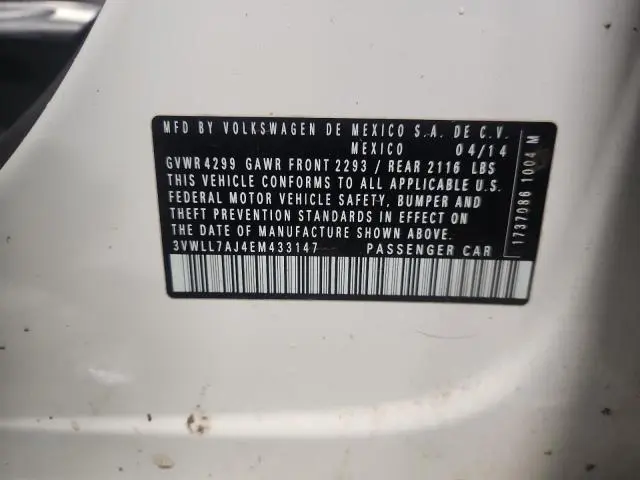 MFD BY VOLKSWAGEN DE MEXICO S.A. DE C.V.
MEXICO 04/14
GVWR 4299 GAWR FRONT 2293 / REAR 2116 LBS
THIS VEHICLE CONFORMS TO ALL APPLICABLE U.S.
FEDERAL MOTOR VEHICLE SAFETY, BUMPER AND
THEFT PREVENTION STANDARDS IN EFFECT ON
THE DATE OF MANUFACTURE SHOWN ABOVE.
3VWLL7AJ4EM433147 PASSENGER CAR
1737086 1004 M